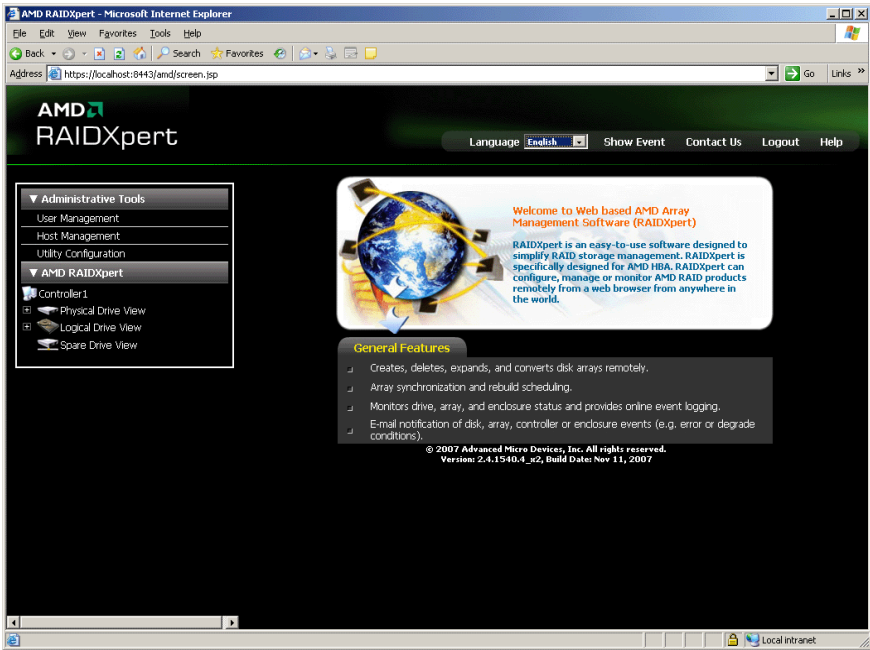 AMD RAIDXpert - Microsoft Internet Explorer
File Edit View Favorites Tools Help
Back Search Favorites
Address https://localhost:8443/amd/screen.jsp Go Links »
AMD
RAIDXpert
Language English Show Event Contact Us Logout Help
Administrative Tools
User Management
Host Management
Utility Configuration
AMD RAIDXpert
Controller1
Physical Drive View
Logical Drive View
Spare Drive View
Welcome to Web based AMD Array
Management Software (RAIDXpert)
RAIDXpert is an easy-to-use software designed to
simplify RAID storage management. RAIDXpert is
specifically designed for AMD HBA. RAIDXpert can
configure, manage or monitor AMD RAID products
remotely from a web browser from anywhere in
the world.
General Features
Creates, deletes, expands, and converts disk arrays remotely.
Array synchronization and rebuild scheduling.
Monitors drive, array, and enclosure status and provides online event logging.
E-mail notification of disk, array, controller or enclosure events (e.g. error or degrade
conditions).
© 2007 Advanced Micro Devices, Inc. All rights reserved.
Version: 2.4.1540.4_x2, Build Date: Nov 11, 2007
Local intranet